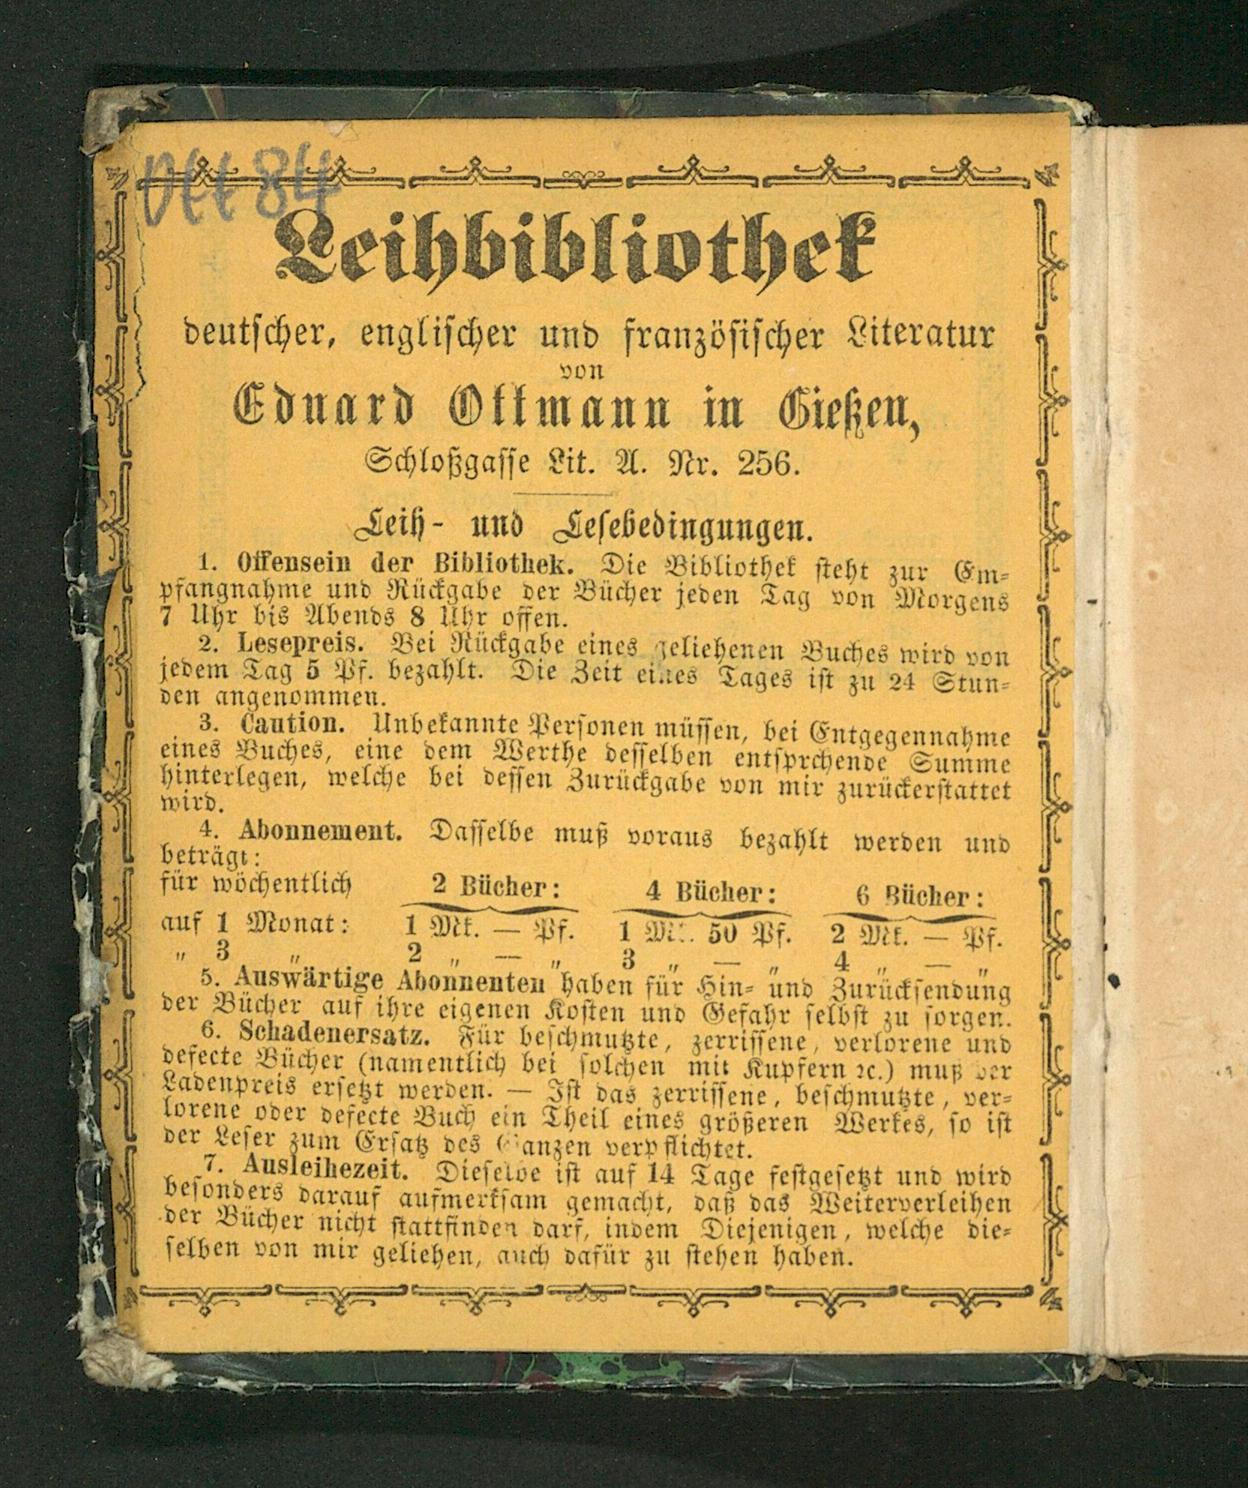 Ott 84
Leihbibliothek
deutscher, englischer und französischer Literatur
von
Eduard Ottmann in Gießen,
Schloßgasse Lit. A. Nr. 256.
Leih- und Lesebedingungen.
1. Offensein der Bibliothek. Die Bibliothek steht zur Em-
pfangnahme und Rückgabe der Bücher jeden Tag von Morgens
7 Uhr bis Abends 8 Uhr offen.
2. Lesepreis. Bei Rückgabe eines geliehenen Buches wird von
jedem Tag 5 Pf. bezahlt. Die Zeit eines Tages ist zu 24 Stun-
den angenommen.
3. Caution. Unbekannte Personen müssen, bei Entgegennahme
eines Buches, eine dem Werthe desselben entsprchende Summe
hinterlegen, welche bei dessen Zurückgabe von mir zurückerstattet
wird.
4. Abonnement. Dasselbe muß voraus bezahlt werden und
beträgt:
für wöchentlich 2 Bücher: 4 Bücher: 6 Bücher:
auf 1 Monat: 1 Mk. — Pf. 1 Mk. 50 Pf. 2 Mk. — Pf.
„ 3 „ 2 „ — „ 3 „ — „ 4 „ — „
5. Auswärtige Abonnenten haben für Hin- und Zurücksendung
der Bücher auf ihre eigenen Kosten und Gefahr selbst zu sorgen.
6. Schadenersatz. Für beschmutzte, zerrissene, verlorene und
defecte Bücher (namentlich bei solchen mit Kupfern ꝛc.) muß der
Ladenpreis ersetzt werden. — Ist das zerrissene, beschmutzte, ver-
lorene oder defecte Buch ein Theil eines größeren Werkes, so ist
der Leser zum Ersatz des Ganzen verpflichtet.
7. Ausleihezeit. Dieselbe ist auf 14 Tage festgesetzt und wird
besonders darauf aufmerksam gemacht, daß das Weiterverleihen
der Bücher nicht stattfinden darf, indem Diejenigen, welche die-
selben von mir geliehen, auch dafür zu stehen haben.